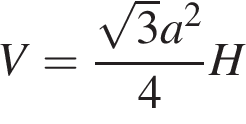 V = \frac{\sqrt{3}a^2}{4} H